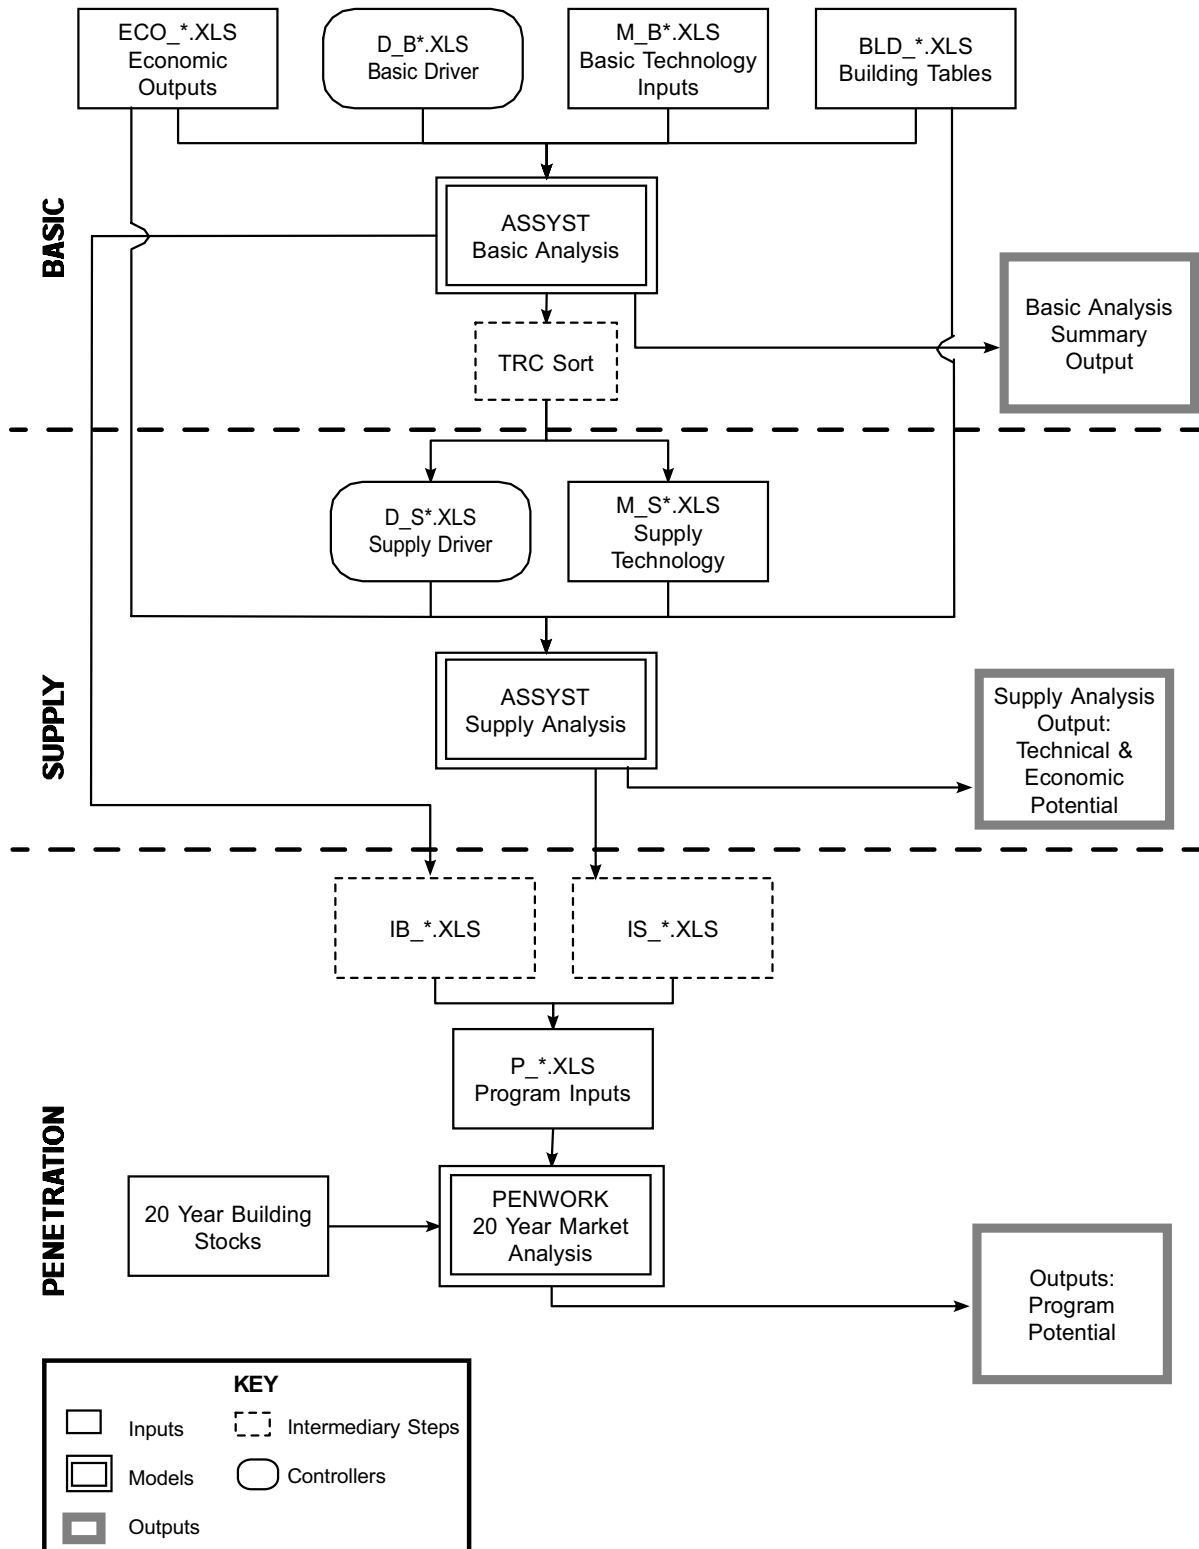 ECO_*.XLS
Economic
Outputs
D_B*.XLS
Basic Driver
M_B*.XLS
Basic Technology
Inputs
BLD_*.XLS
Building Tables
BASIC
ASSYST
Basic Analysis
Basic Analysis
Summary
Output
TRC Sort
D_S*.XLS
Supply Driver
M_S*.XLS
Supply
Technology
SUPPLY
ASSYST
Supply Analysis
Supply Analysis
Output:
Technical &
Economic
Potential
IB_*.XLS
IS_*.XLS
P_*.XLS
Program Inputs
PENETRATION
20 Year Building
Stocks
PENWORK
20 Year Market
Analysis
Outputs:
Program
Potential
KEY
Inputs
Intermediary Steps
Models
Controllers
Outputs